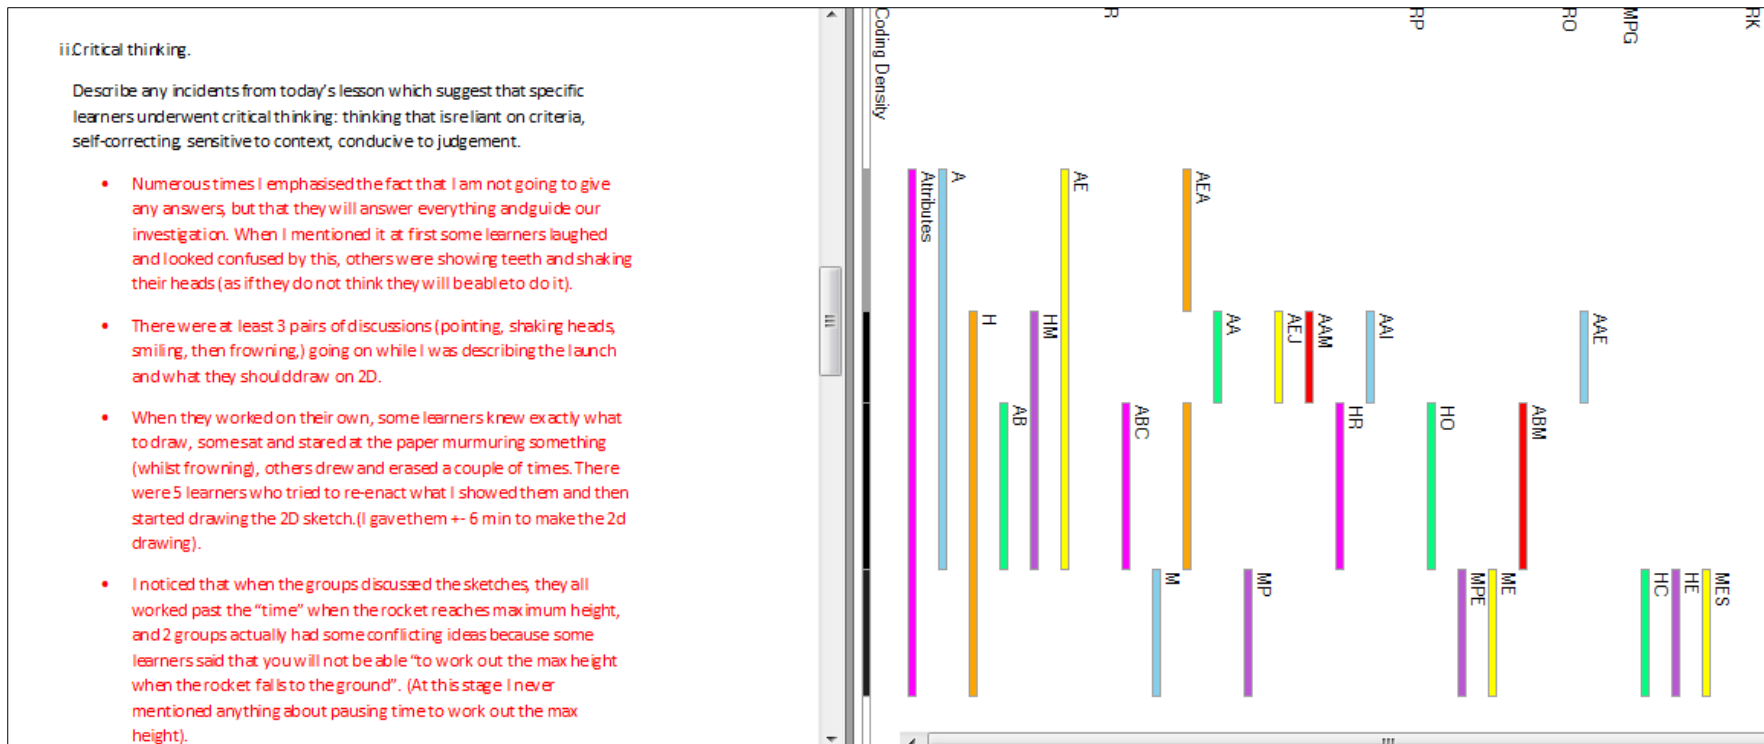 ii.Critical thinking.
Describe any incidents from today's lesson which suggest that specific
learners underwent critical thinking: thinking that is reliant on criteria,
self-correcting, sensitive to context, conducive to judgement.
• Numerous times I emphasised the fact that I am not going to give
any answers, but that they will answer everything and guide our
investigation. When I mentioned it at first some learners laughed
and looked confused by this, others were showing teeth and shaking
their heads (as if they do not think they will be able to do it).
• There were at least 3 pairs of discussions (pointing, shaking heads,
smiling, then frowning,) going on while I was describing the launch
and what they should draw on 2D.
• When they worked on their own, some learners knew exactly what
to draw, some sat and stared at the paper murmuring something
(whilst frowning), others drew and erased a couple of times. There
were 5 learners who tried to re-enact what I showed them and then
started drawing the 2D sketch.(I gave them +- 6 min to make the 2d
drawing).
• I noticed that when the groups discussed the sketches, they all
worked past the "time" when the rocket reaches maximum height,
and 2 groups actually had some conflicting ideas because some
learners said that you will not be able "to work out the max height
when the rocket falls to the ground". (At this stage I never
mentioned anything about pausing time to work out the max
height).
Coding Density
Attributes
A
H
AB
HM
AE
R
ABC
M
AEA
AA
MP
AEJ
AAM
HR
AAI
RP
HO
MPE
ME
ABM
RO
AAE
MPG
HC
HE
MES
RK